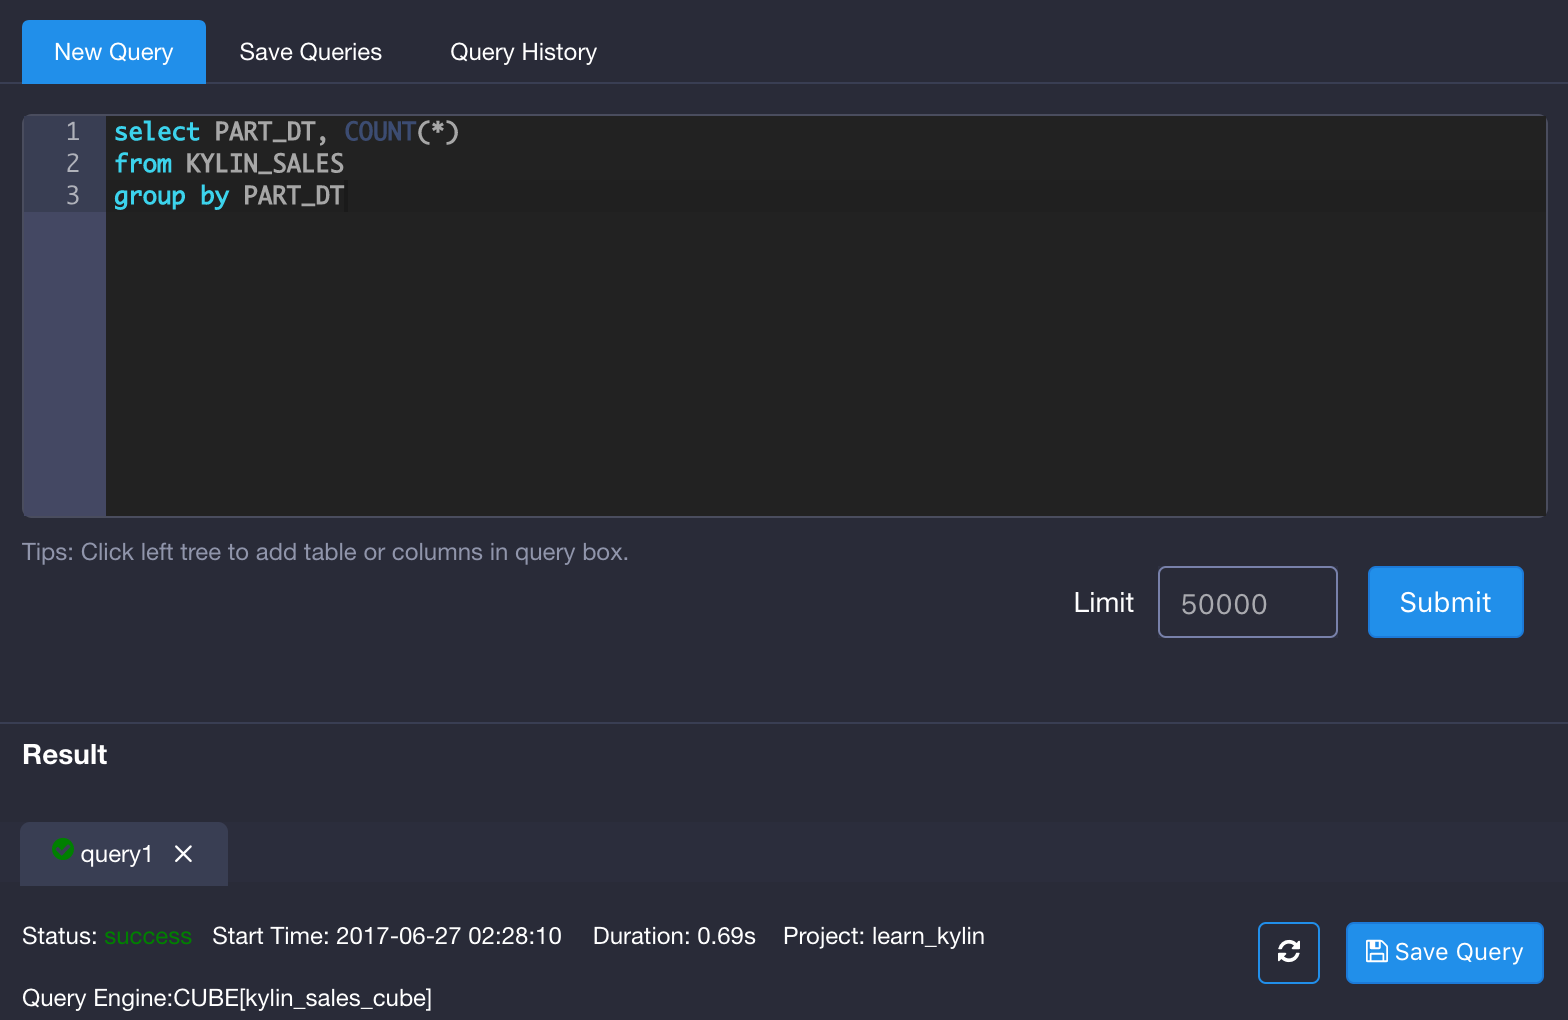 New Query Save Queries Query History
1 select PART_DT, COUNT(*)
2 from KYLIN_SALES
3 group by PART_DT
Tips: Click left tree to add table or columns in query box.
Limit 50000 Submit
Result
query1
Status: success Start Time: 2017-06-27 02:28:10 Duration: 0.69s Project: learn_kylin
Save Query
Query Engine:CUBE[kylin_sales_cube]